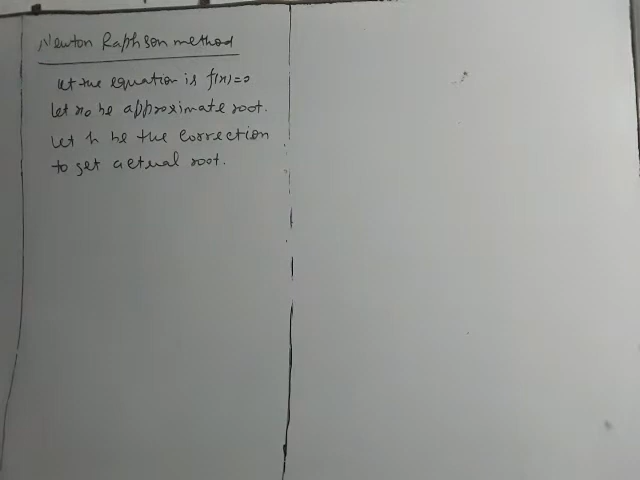 Newton Raphson method
Let the equation is f(x)=0
Let x₀ be approximate root.
Let h be the correction
to get actual root.